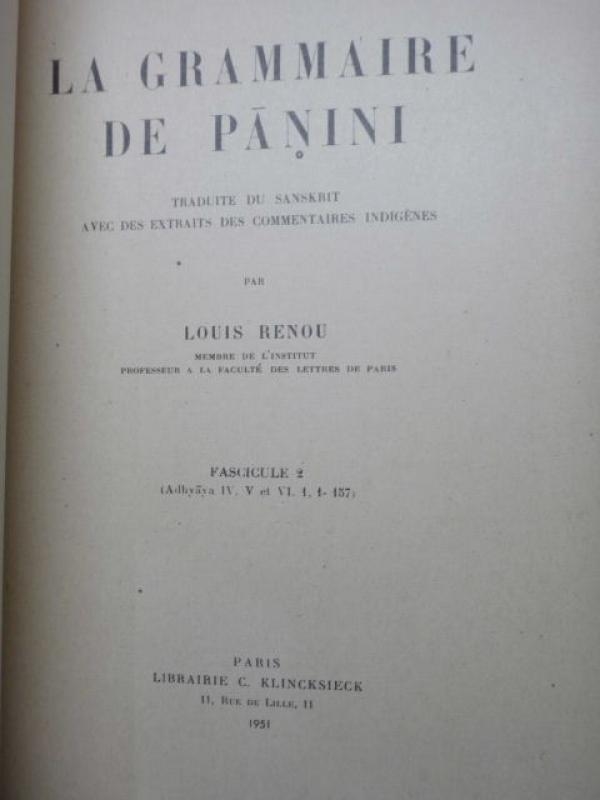 LA GRAMMAIRE
DE PĀṆINI
TRADUITE DU SANSKRIT
AVEC DES EXTRAITS DES COMMENTAIRES INDIGÈNES
PAR
LOUIS RENOU
MEMBRE DE L'INSTITUT
PROFESSEUR A LA FACULTÉ DES LETTRES DE PARIS
FASCICULE 2
(Adhyāya IV, V et VI. 1, 1-157)
PARIS
LIBRAIRIE C. KLINCKSIECK
11, RUE DE LILLE, 11
1951